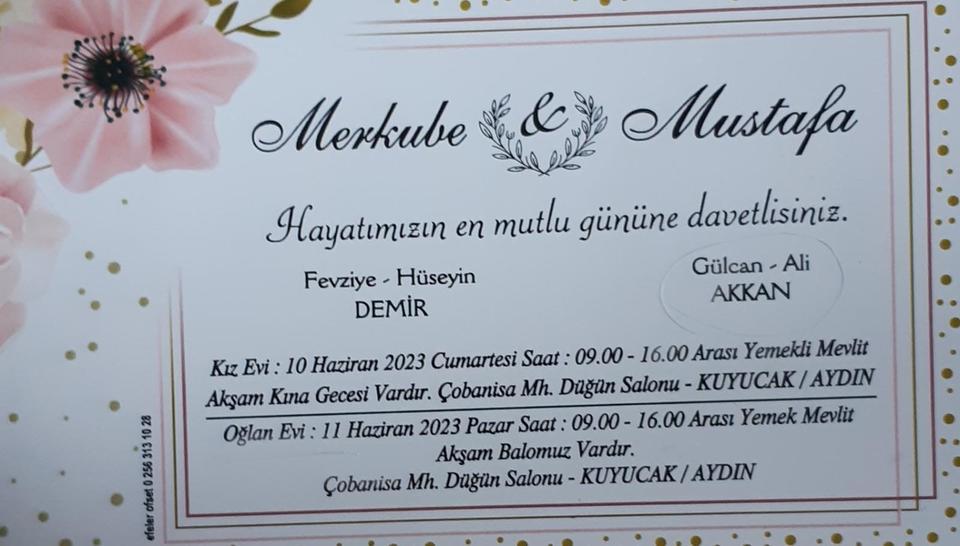 Merkube & Mustafa
Hayatımızın en mutlu gününe davetlisiniz.
Fevziye - Hüseyin
DEMİR
Gülcan - Ali
AKKAN
Kız Evi : 10 Haziran 2023 Cumartesi Saat : 09.00 - 16.00 Arası Yemekli Mevlit
Akşam Kına Gecesi Vardır. Çobanisa Mh. Düğün Salonu - KUYUCAK / AYDIN
Oğlan Evi : 11 Haziran 2023 Pazar Saat : 09.00 - 16.00 Arası Yemek Mevlit
Akşam Balomuz Vardır.
Çobanisa Mh. Düğün Salonu - KUYUCAK / AYDIN
efeler ofset 0 256 313 10 28